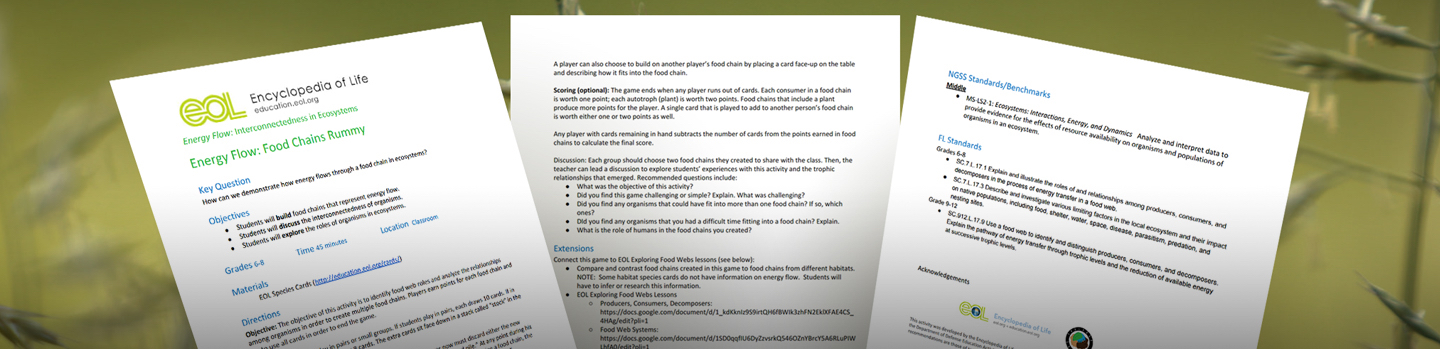 eol Encyclopedia of Life
education.eol.org
Energy Flow: Interconnectedness in Ecosystems
Energy Flow: Food Chains Rummy
Key Question
How can we demonstrate how energy flows through a food chain in ecosystems?
Objectives
● Students will build food chains that represent energy flow.
● Students will discuss the interconnectedness of organisms.
● Students will explore the roles of organisms in ecosystems.
Grades 6-8 Time 45 minutes Location Classroom
Materials
EOL Species Cards (http://education.eol.org/cards/)
Directions
Objective: The objective of this activity is to identify food web roles and analyze the relationships
among organisms in order to create multiple food chains. Players earn points for each food chain and
to use all cards in order to end the game.
in pairs or small groups. If students play in pairs, each draws 10 cards. If in
cards. The extra cards sit face down in a stack called "stock" in the
now must discard either the new
At any point during his
a food chain, the
A player can also choose to build on another player's food chain by placing a card face-up on the table
and describing how it fits into the food chain.
Scoring (optional): The game ends when any player runs out of cards. Each consumer in a food chain
is worth one point; each autotroph (plant) is worth two points. Food chains that include a plant
produce more points for the player. A single card that is played to add to another person's food chain
is worth either one or two points as well.
Any player with cards remaining in hand subtracts the number of cards from the points earned in food
chains to calculate the final score.
Discussion: Each group should choose two food chains they created to share with the class. Then, the
teacher can lead a discussion to explore students' experiences with this activity and the trophic
relationships that emerged. Recommended questions include:
● What was the objective of this activity?
● Did you find this game challenging or simple? Explain. What was challenging?
● Did you find any organisms that could have fit into more than one food chain? If so, which
ones?
● Did you find any organisms that you had a difficult time fitting into a food chain? Explain.
● What is the role of humans in the food chains you created?
Extensions
Connect this game to EOL Exploring Food Webs lessons (see below):
● Compare and contrast food chains created in this game to food chains from different habitats.
NOTE: Some habitat species cards do not have information on energy flow. Students will
have to infer or research this information.
● EOL Exploring Food Webs Lessons
○ Producers, Consumers, Decomposers:
4HAg/edit?pli=1
○ Food Web Systems:
NGSS Standards/Benchmarks
Middle
● MS-LS2-1: Ecosystems: Interactions, Energy, and Dynamics Analyze and interpret data to
provide evidence for the effects of resource availability on organisms and populations of
organisms in an ecosystem.
FL Standards
Grades 6-8
● SC.7.L.17.1 Explain and illustrate the roles of and relationships among producers, consumers, and
decomposers in the process of energy transfer in a food web.
● SC.7.L.17.3 Describe and investigate various limiting factors in the local ecosystem and their impact
on native populations, including food, shelter, water, space, disease, parasitism, predation, and
nesting sites.
Grade 9-12
● SC.912.L.17.9 Use a food web to identify and distinguish producers, consumers, and decomposers.
Explain the pathway of energy transfer through trophic levels and the reduction of available energy
at successive trophic levels.
Acknowledgements
eol Encyclopedia of Life
This activity was developed by the Encyclopedia of Life